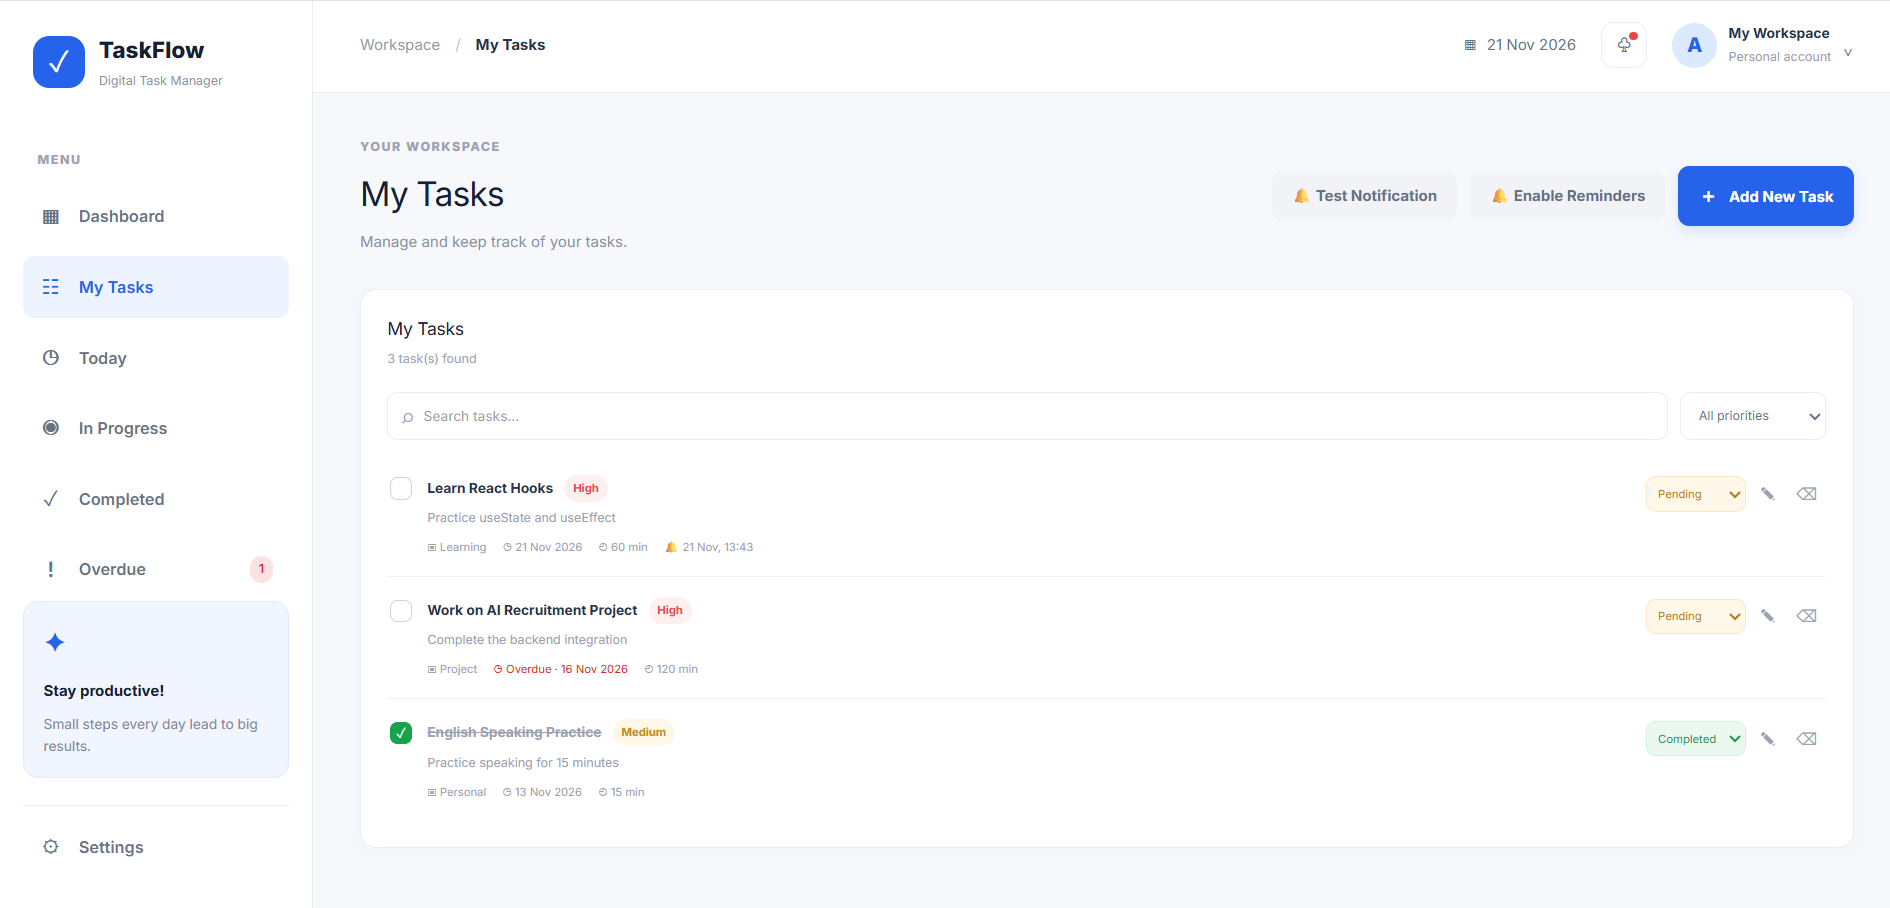 TaskFlow
Digital Task Manager
MENU
Dashboard
My Tasks
Today
In Progress
Completed
Overdue 1
Stay productive!
Small steps every day lead to big
results.
Settings
Workspace / My Tasks
21 Nov 2026
A
My Workspace
Personal account
YOUR WORKSPACE
My Tasks
Manage and keep track of your tasks.
🔔 Test Notification
🔔 Enable Reminders
+ Add New Task
My Tasks
3 task(s) found
Search tasks...
All priorities
Learn React Hooks High
Practice useState and useEffect
Learning 21 Nov 2026 60 min 🔔 21 Nov, 13:43
Pending
Work on AI Recruitment Project High
Complete the backend integration
Project Overdue · 16 Nov 2026 120 min
Pending
English Speaking Practice Medium
Practice speaking for 15 minutes
Personal 13 Nov 2026 15 min
Completed